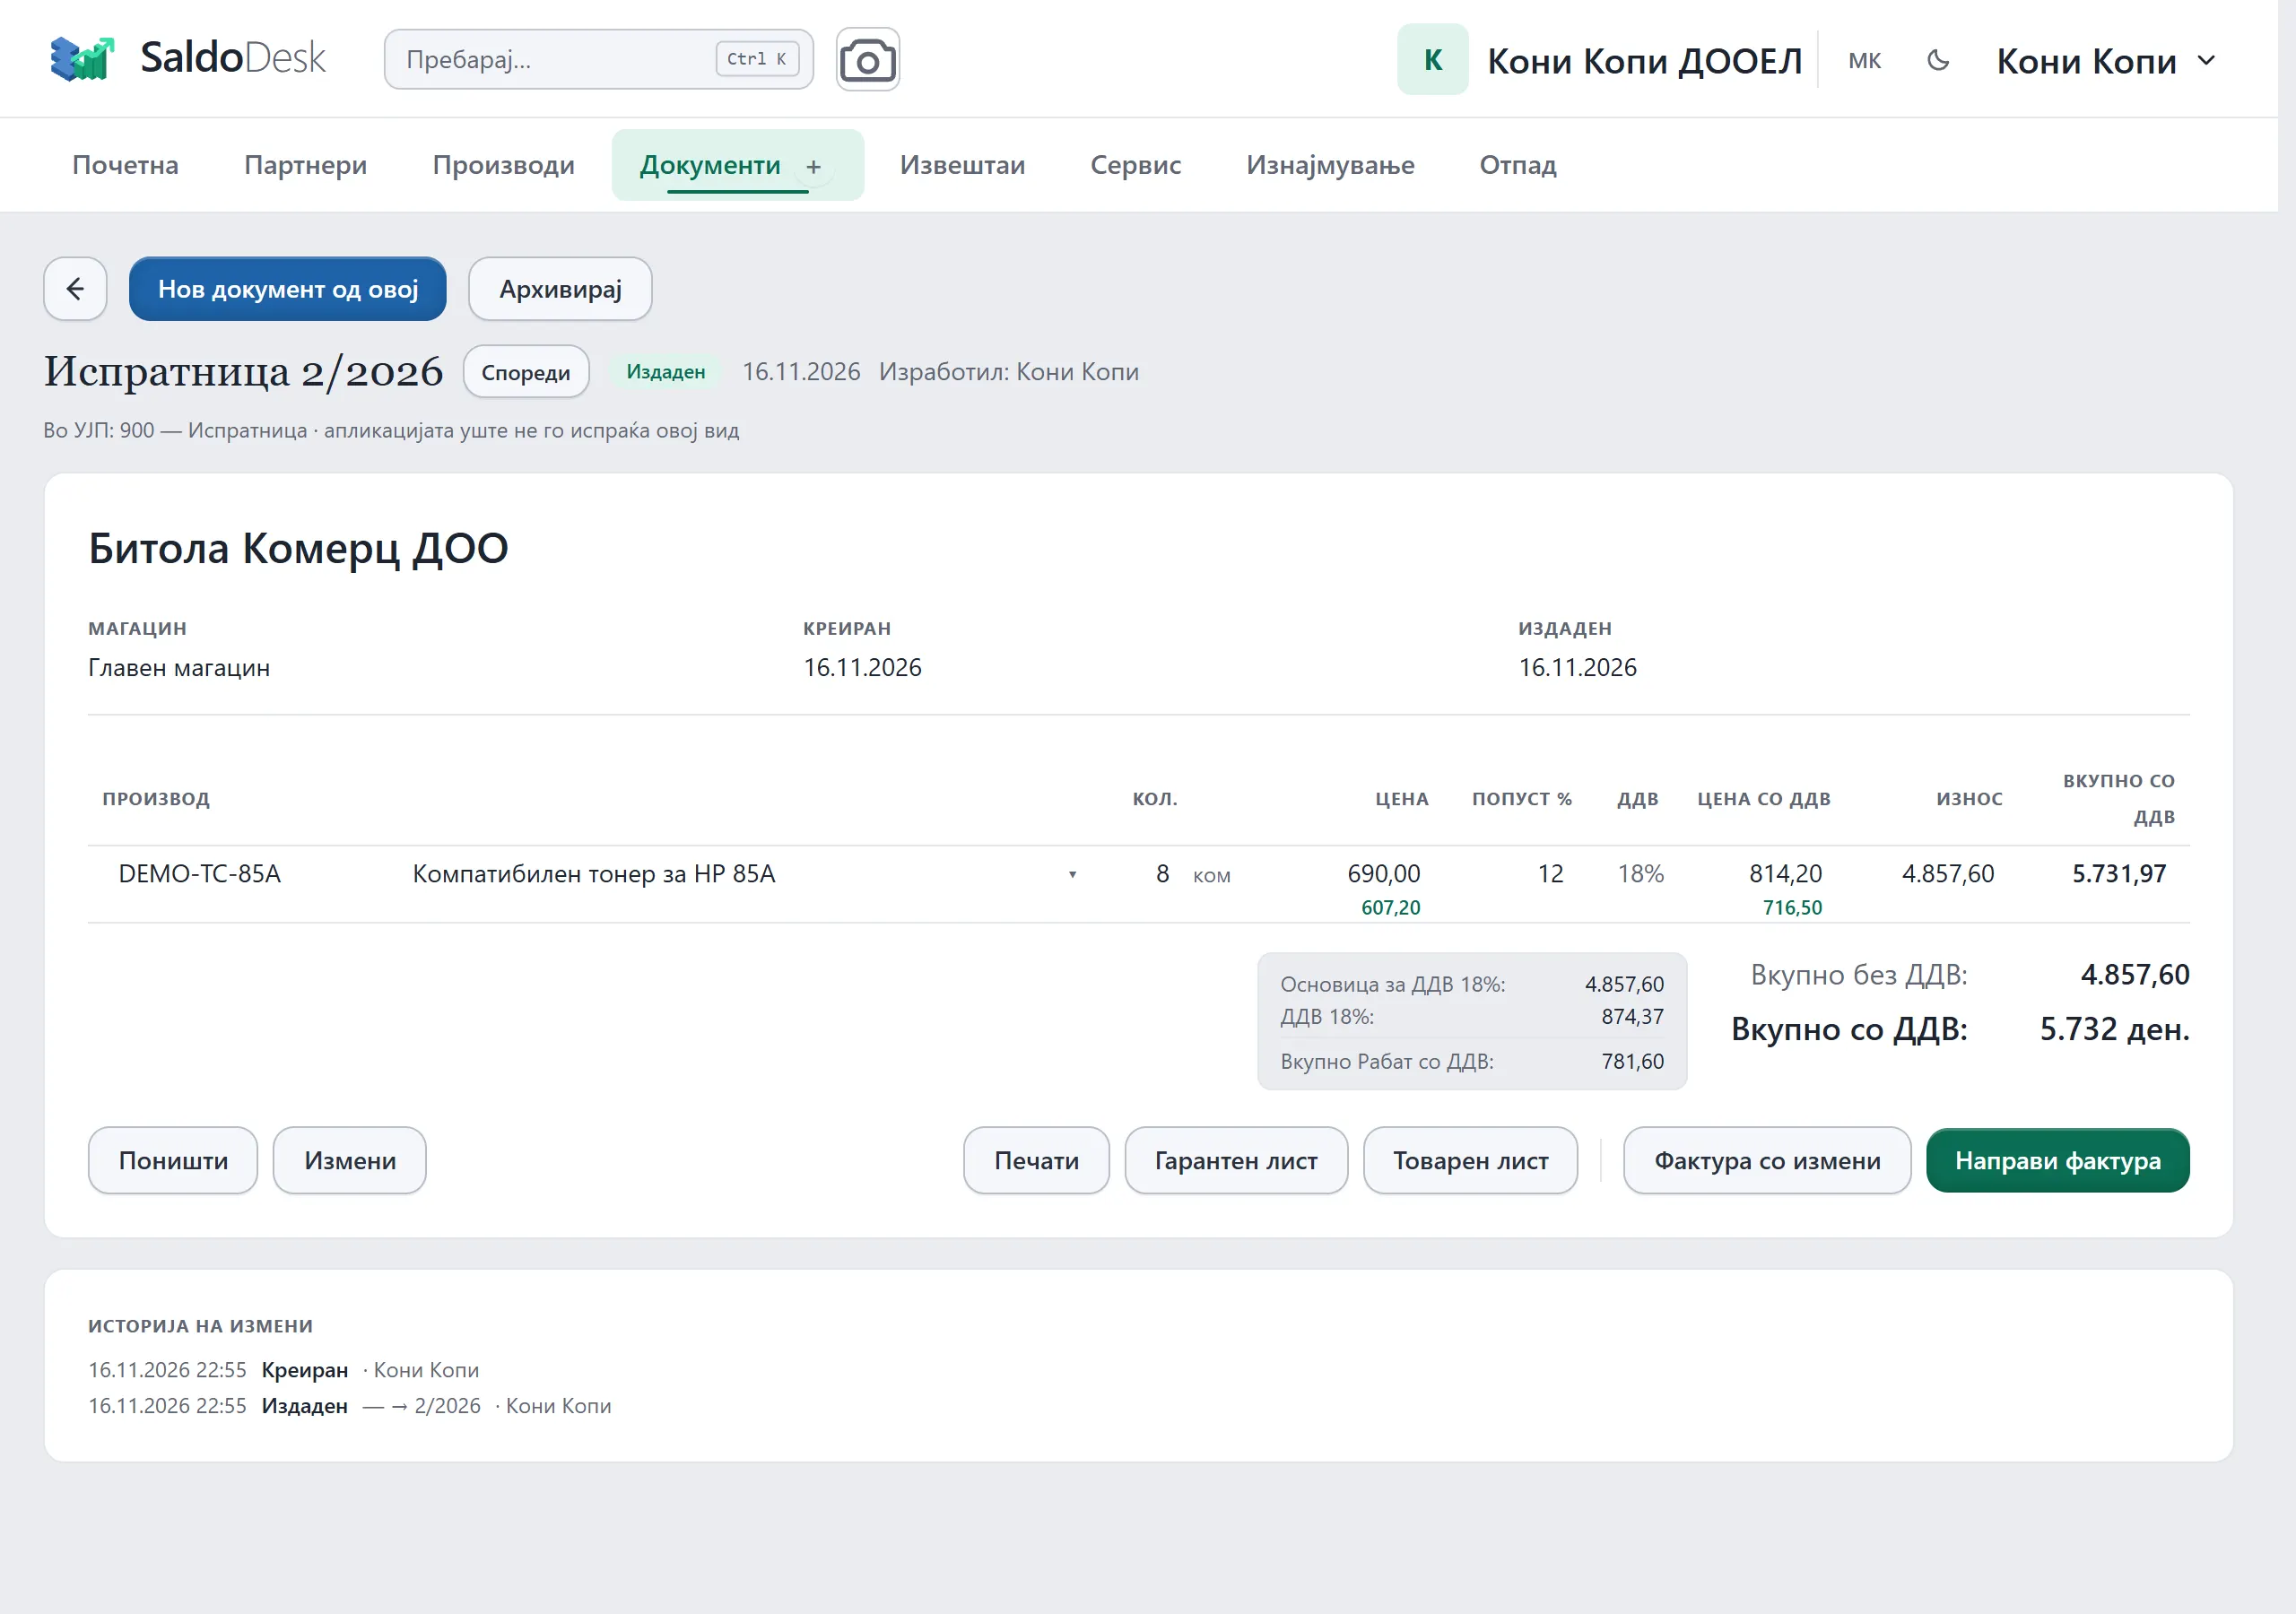 SaldoDesk Пребарај... Ctrl K К Кони Копи ДООЕЛ МК Кони Копи
Почетна Партнери Производи Документи + Извештаи Сервис Изнајмување Отпад
Нов документ од овој Архивирај
Испратница 2/2026 Спореди Издаден 16.11.2026 Изработил: Кони Копи
Во УЈП: 900 — Испратница · апликацијата уште не го испраќа овој вид
Битола Комерц ДОО
МАГАЦИН КРЕИРАН ИЗДАДЕН
Главен магацин 16.11.2026 16.11.2026
ПРОИЗВОД КОЛ. ЦЕНА ПОПУСТ % ДДВ ЦЕНА СО ДДВ ИЗНОС ВКУПНО СО ДДВ
DEMO-TC-85A Компатибилен тонер за HP 85A 8 ком 690,00 12 18% 814,20 4.857,60 5.731,97
607,20 716,50
Основица за ДДВ 18%: 4.857,60
ДДВ 18%: 874,37
Вкупно Рабат со ДДВ: 781,60
Вкупно без ДДВ: 4.857,60
Вкупно со ДДВ: 5.732 ден.
Поништи Измени Печати Гарантен лист Товарен лист Фактура со измени Направи фактура
ИСТОРИЈА НА ИЗМЕНИ
16.11.2026 22:55 Креиран · Кони Копи
16.11.2026 22:55 Издаден — → 2/2026 · Кони Копи